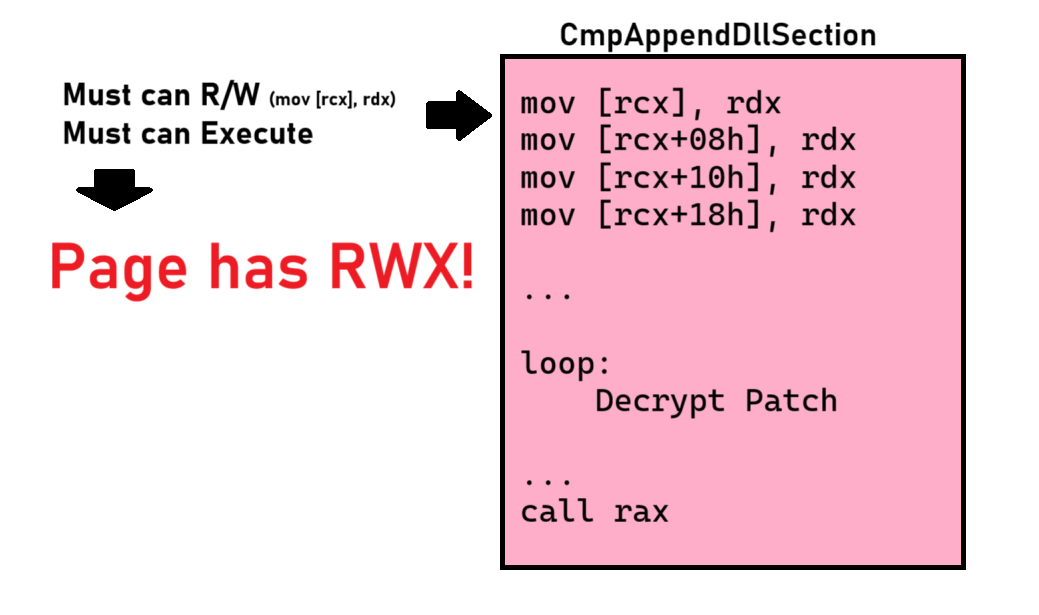 CmpAppendDllSection
Must can R/W (mov [rcx], rdx)
Must can Execute
Page has RWX!
mov [rcx], rdx
mov [rcx+08h], rdx
mov [rcx+10h], rdx
mov [rcx+18h], rdx
...
loop:
Decrypt Patch
...
call rax